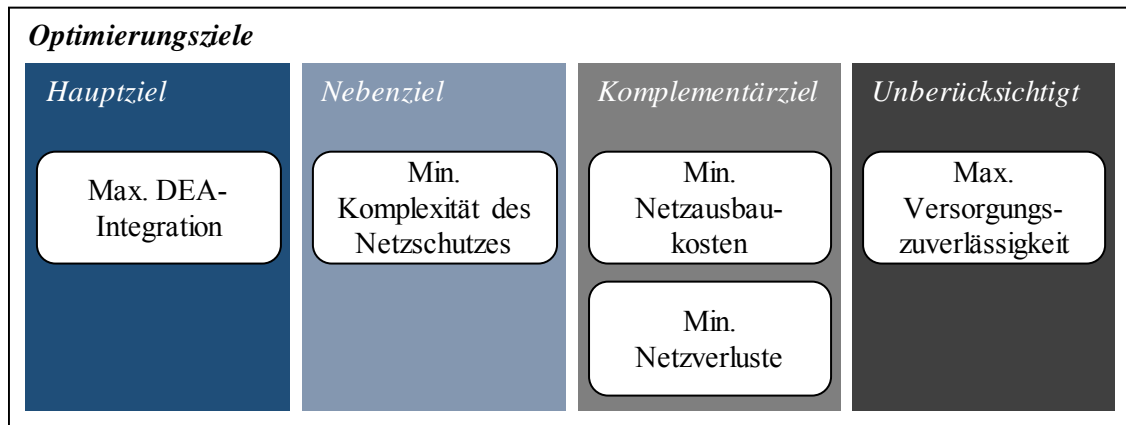 Optimierungsziele
Hauptziel
Max. DEA-
Integration
Nebenziel
Min.
Komplexität des
Netzschutzes
Komplementärziel
Min.
Netzausbau-
kosten
Min.
Netzverluste
Unberücksichtigt
Max.
Versorgungs-
zuverlässigkeit